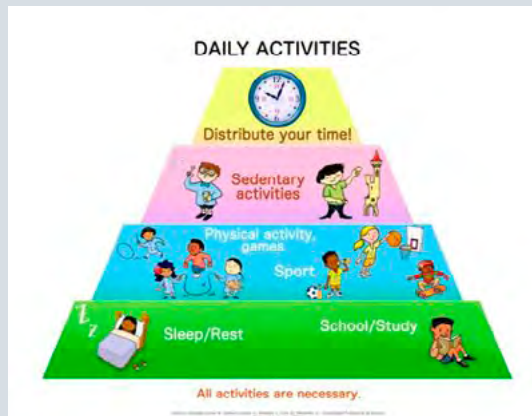 DAILY ACTIVITIES
Distribute your time!
Sedentary
activities
Physical activity,
games
Sport
Z
Z
Sleep/Rest
School/Study
All activities are necessary.